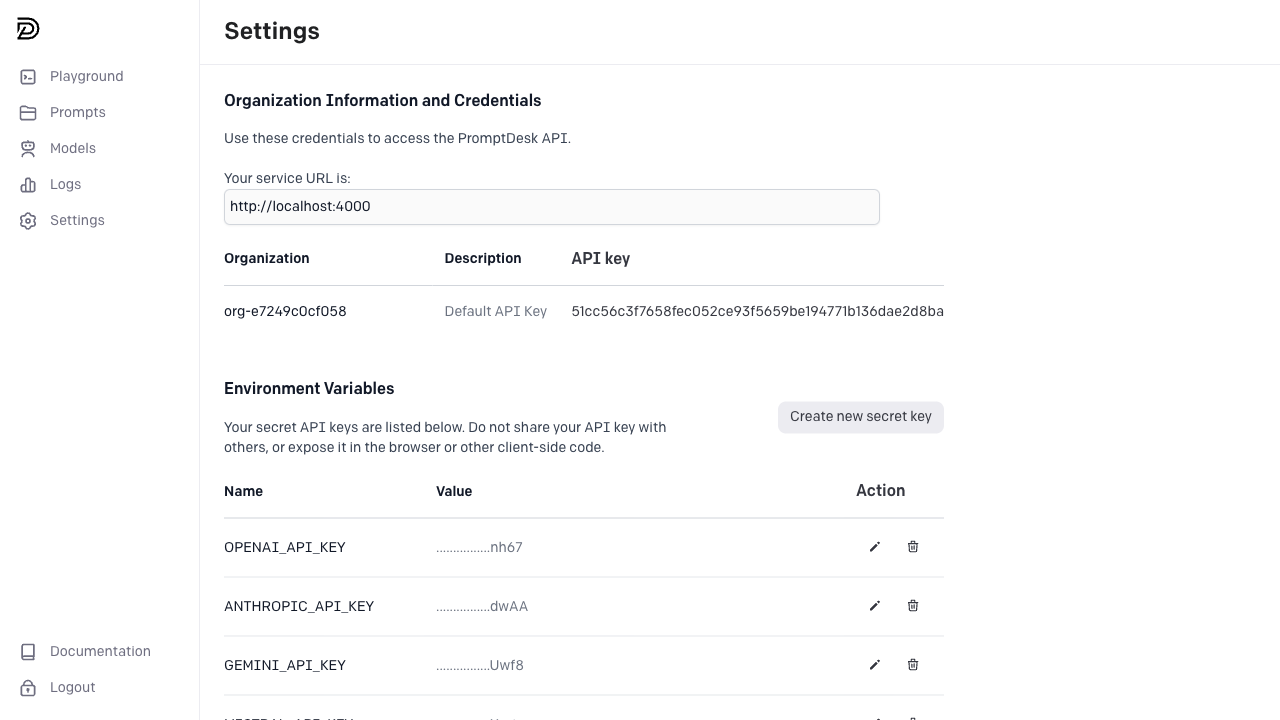 Settings
Playground
Prompts
Models
Logs
Settings
Documentation
Logout
Organization Information and Credentials
Use these credentials to access the PromptDesk API.
Your service URL is:
http://localhost:4000
Organization Description API key
org-e7249c0cf058 Default API Key 51cc56c3f7658fec052ce93f5659be194771b136dae2d8ba
Environment Variables
Create new secret key
Your secret API keys are listed below. Do not share your API key with
others, or expose it in the browser or other client-side code.
Name Value Action
OPENAI_API_KEY ................nh67
ANTHROPIC_API_KEY ................dwAA
GEMINI_API_KEY ................Uwf8